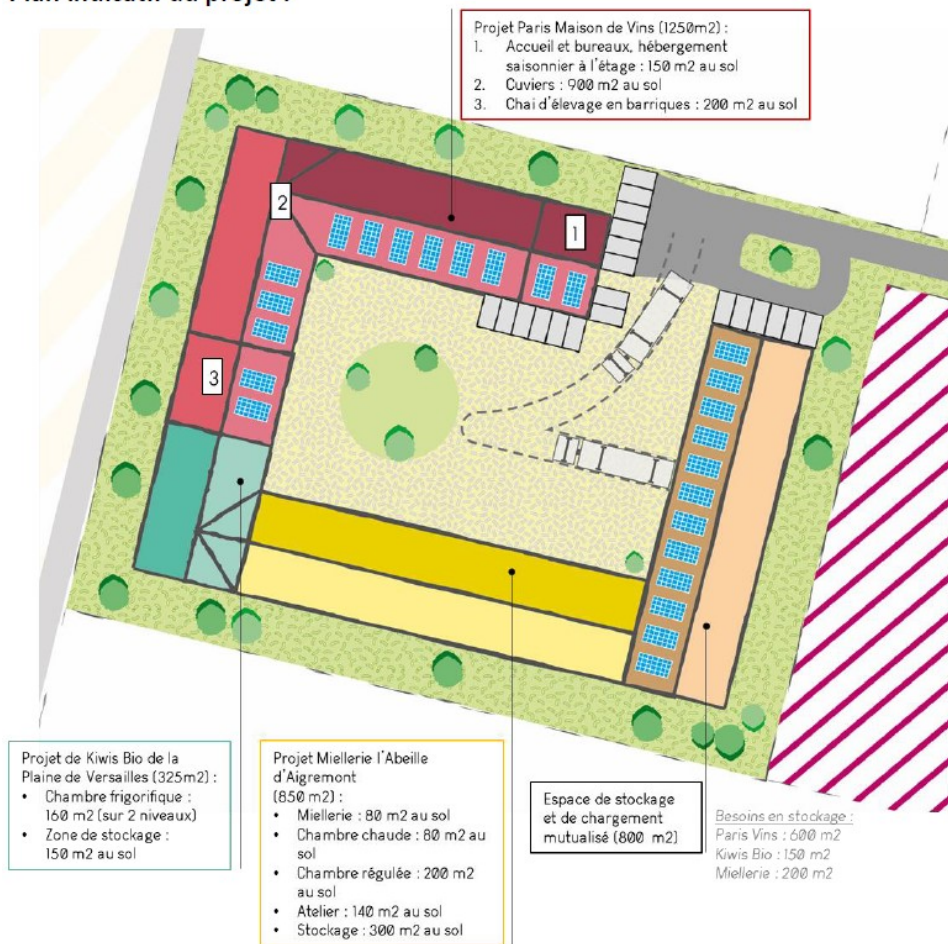 Plan indicatif du projet :
Projet Paris Maison de Vins (1250m2) :
1. Accueil et bureaux, hébergement
saisonnier à l'étage : 150 m2 au sol
2. Cuviers : 900 m2 au sol
3. Chai d'élevage en barriques : 200 m2 au sol
2
1
3
Projet de Kiwis Bio de la
Plaine de Versailles (325m2) :
• Chambre frigorifique :
160 m2 (sur 2 niveaux)
• Zone de stockage :
150 m2 au sol
Projet Miellerie l'Abeille
d'Aigremont
(850 m2) :
• Miellerie : 80 m2 au sol
• Chambre chaude : 80 m2 au
sol
• Chambre régulée : 200 m2
au sol
• Atelier : 140 m2 au sol
• Stockage : 300 m2 au sol
Espace de stockage
et de chargement
mutualisé (800 m2)
Besoins en stockage :
Paris Vins : 600 m2
Kiwis Bio : 150 m2
Miellerie : 200 m2